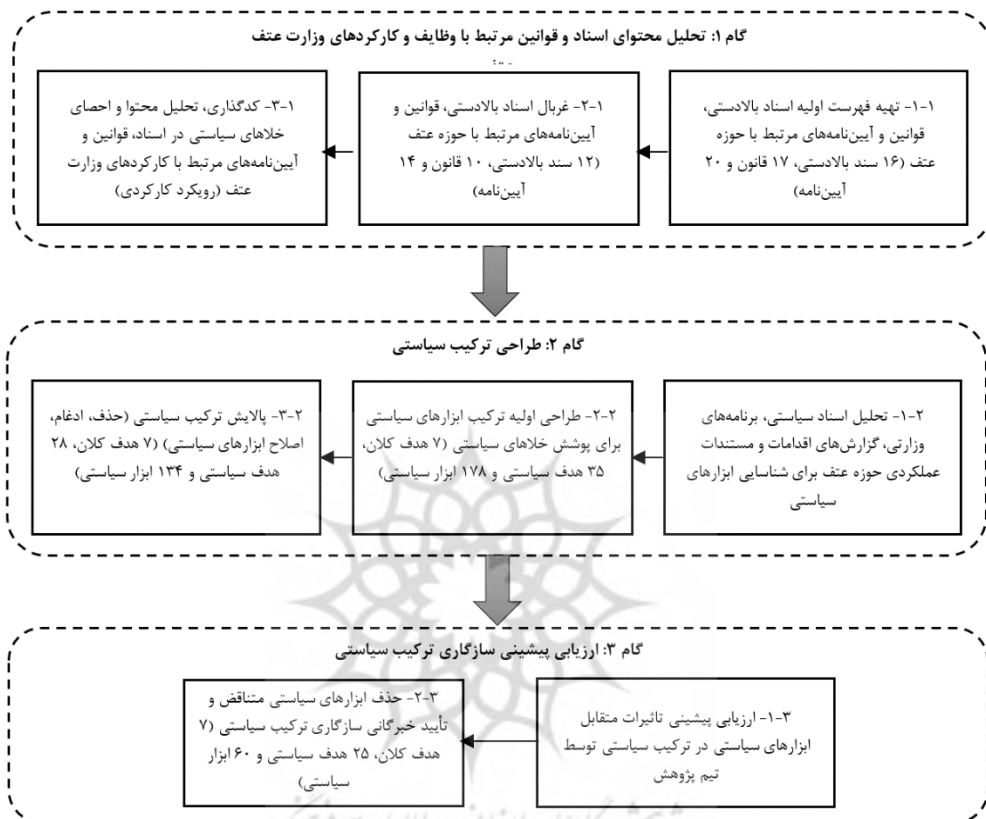 گام ۱: تحلیل محتوای اسناد و قوانین مرتبط با وظایف و کارکردهای وزارت عتف
۱-۱- تهیه فهرست اولیه اسناد بالادستی،
قوانین و آیین‌نامه‌های مرتبط با حوزه
عتف (۱۶ سند بالادستی، ۱۷ قانون و ۲۰
آیین‌نامه)
۱-۲- غربال اسناد بالادستی، قوانین و
آیین‌نامه‌های مرتبط با حوزه عتف
(۱۲ سند بالادستی، ۱۰ قانون و ۱۴
آیین‌نامه)
۱-۳- کدگذاری، تحلیل محتوا و احصای
خلاهای سیاستی در اسناد، قوانین و
آیین‌نامه‌های مرتبط با کارکردهای وزارت
عتف (رویکرد کارکردی)
گام ۲: طراحی ترکیب سیاستی
۲-۱- تحلیل اسناد سیاستی، برنامه‌های
وزارتی، گزارش‌های اقدامات و مستندات
عملکردی حوزه عتف برای شناسایی ابزارهای
سیاستی
۲-۲- طراحی اولیه ترکیب ابزارهای سیاستی
برای پوشش خلاهای سیاستی (۷ هدف کلان،
۳۵ هدف سیاستی و ۱۷۸ ابزار سیاستی)
۲-۳- پالایش ترکیب سیاستی (حذف، ادغام،
اصلاح ابزارهای سیاستی) (۷ هدف کلان، ۲۸
هدف سیاستی و ۱۳۴ ابزار سیاستی)
گام ۳: ارزیابی پیشینی سازگاری ترکیب سیاستی
۳-۱- ارزیابی پیشینی تاثیرات متقابل
ابزارهای سیاستی در ترکیب سیاستی توسط
تیم پژوهش
۳-۲- حذف ابزارهای سیاستی متناقض و
تأیید خبرگانی سازگاری ترکیب سیاستی (۷
هدف کلان، ۲۵ هدف سیاستی و ۶۰ ابزار
سیاستی)